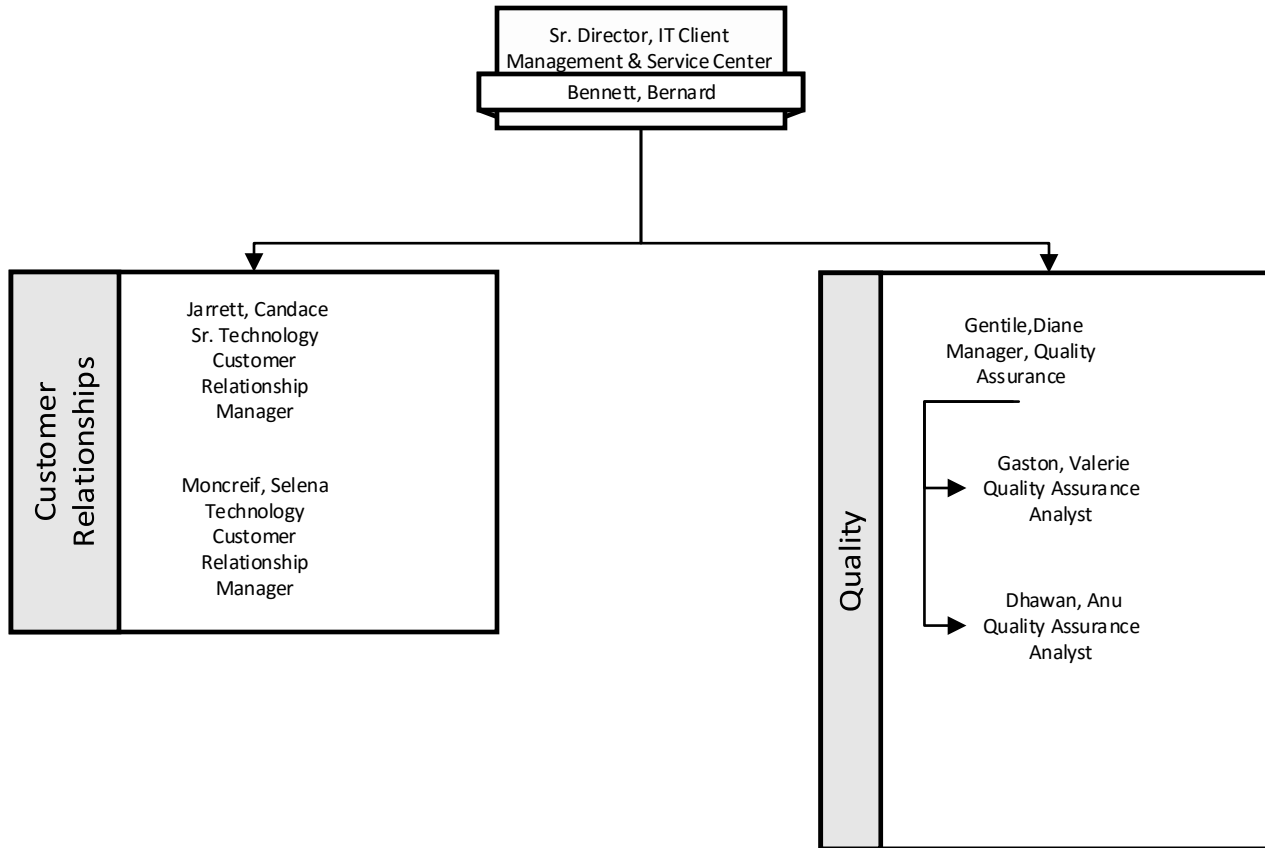 Sr. Director, IT Client
Management & Service Center
Bennett, Bernard
Customer
Relationships
Jarrett, Candace
Sr. Technology
Customer
Relationship
Manager
Moncreif, Selena
Technology
Customer
Relationship
Manager
Quality
Gentile,Diane
Manager, Quality
Assurance
Gaston, Valerie
Quality Assurance
Analyst
Dhawan, Anu
Quality Assurance
Analyst